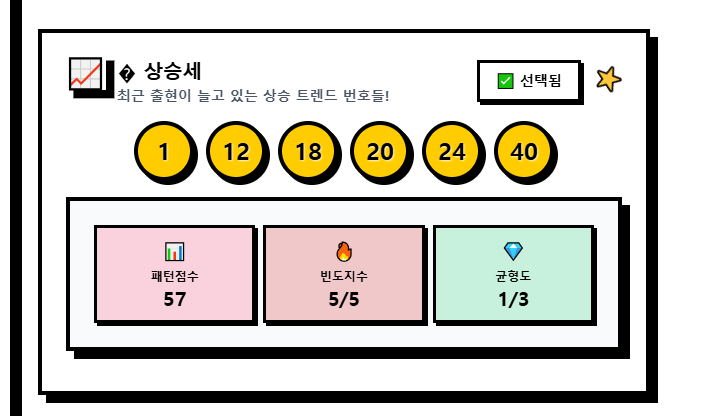 � 상승세
최근 출현이 늘고 있는 상승 트렌드 번호들!
✅ 선택됨
1 12 18 20 24 40
패턴점수
57
빈도지수
5/5
균형도
1/3